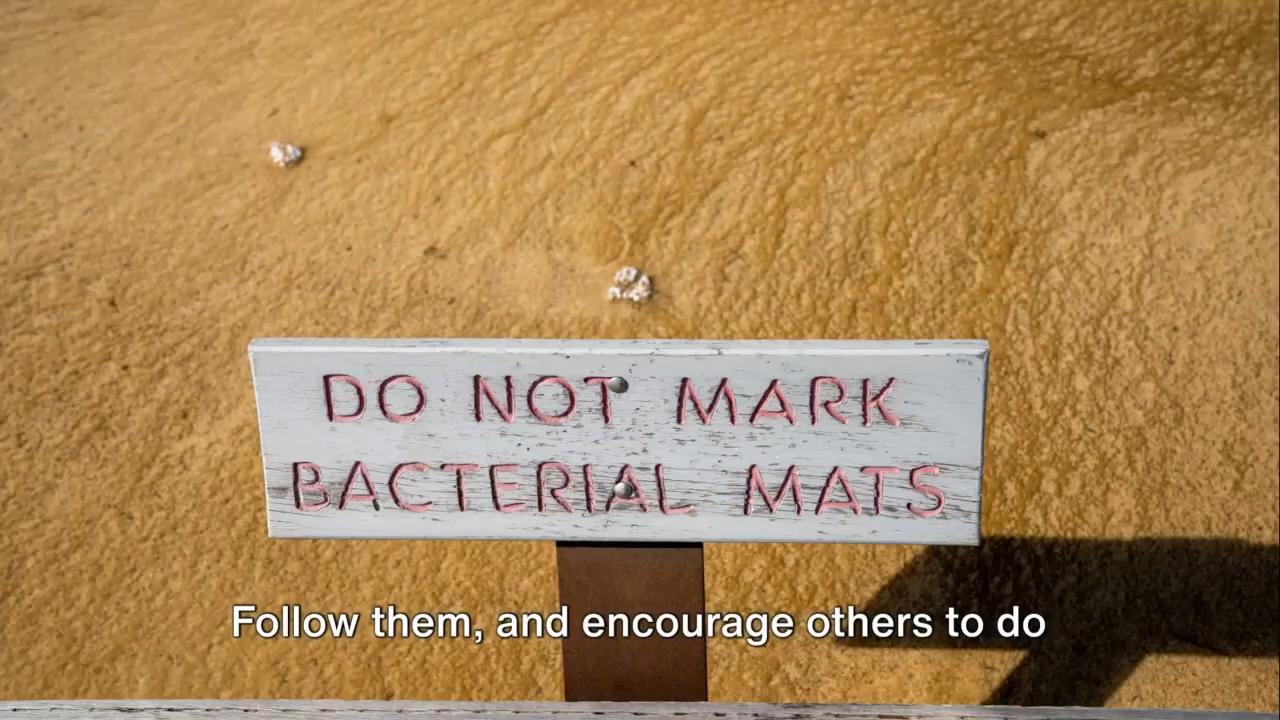 DO NOT MARK
BACTERIAL MATS
Follow them, and encourage others to do